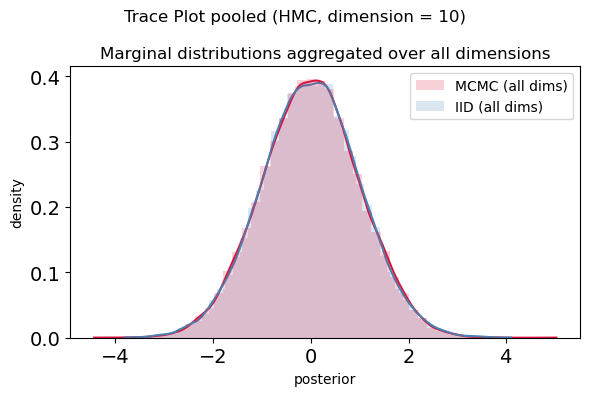 Trace Plot pooled (HMC, dimension = 10)
Marginal distributions aggregated over all dimensions
MCMC (all dims)
IID (all dims)
density
0.4
0.3
0.2
0.1
0.0
−4
−2
0
2
4
posterior